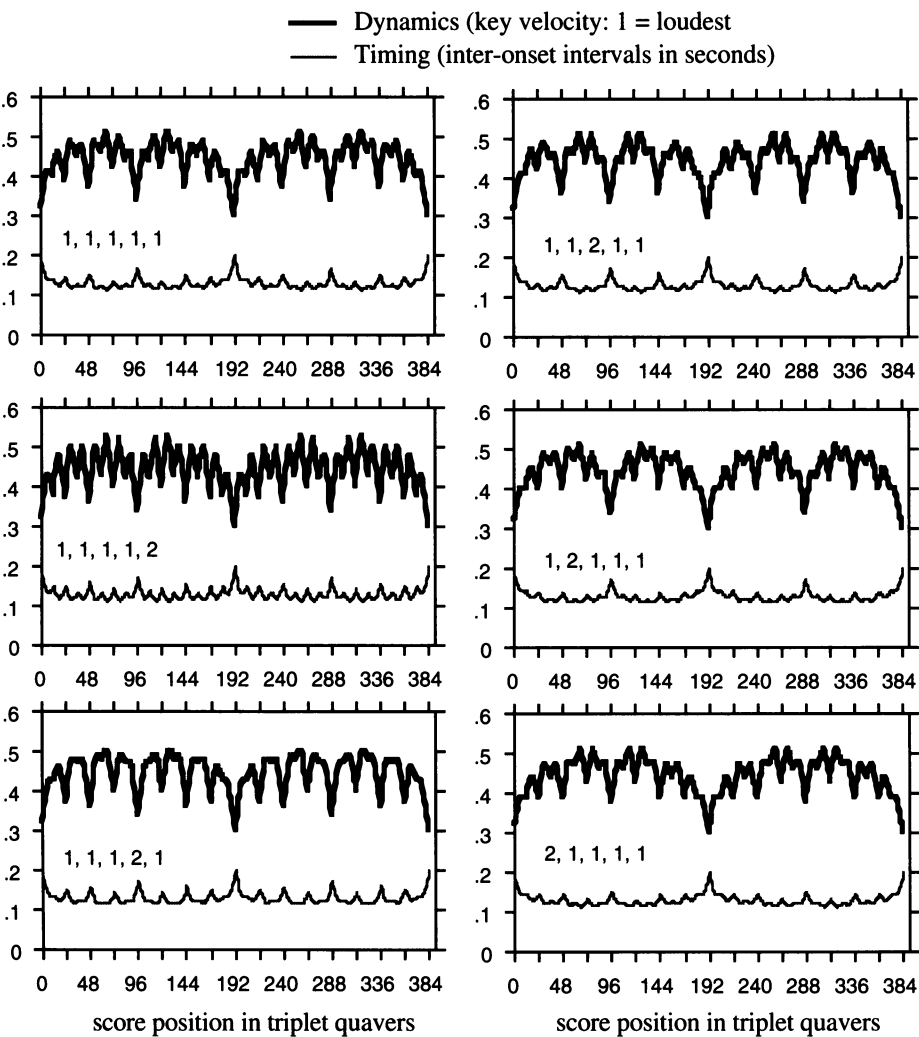 Dynamics (key velocity: 1 = loudest
Timing (inter-onset intervals in seconds)
.6
.5
.4
.3
1, 1, 1, 1, 1
.2
.1
0
0 48 96 144 192 240 288 336 384
.6
.5
.4
.3
1, 1, 2, 1, 1
.2
.1
0
0 48 96 144 192 240 288 336 384
.6
.5
.4
.3
1, 1, 1, 1, 2
.2
.1
0
0 48 96 144 192 240 288 336 384
.6
.5
.4
.3
1, 2, 1, 1, 1
.2
.1
0
0 48 96 144 192 240 288 336 384
.6
.5
.4
.3
1, 1, 1, 2, 1
.2
.1
0
0 48 96 144 192 240 288 336 384
score position in triplet quavers
.6
.5
.4
.3
2, 1, 1, 1, 1
.2
.1
0
0 48 96 144 192 240 288 336 384
score position in triplet quavers